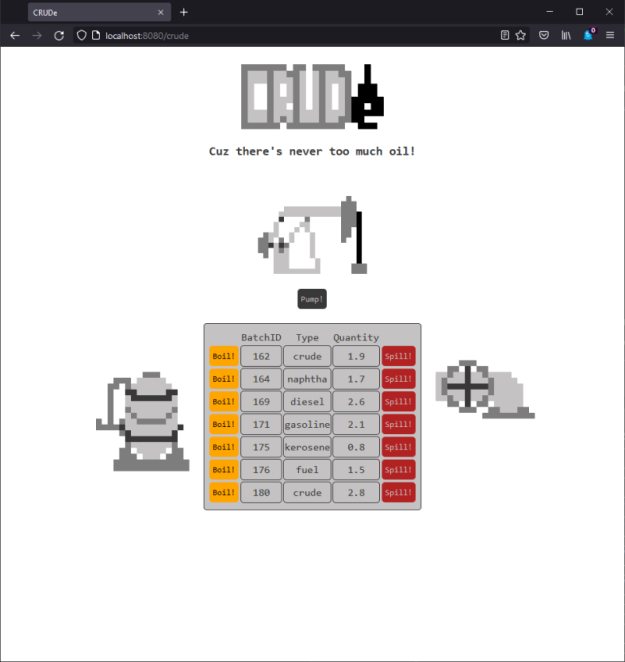 CRUDe
localhost:8080/crude
0
CRUDe
Cuz there's never too much oil!
Pump!
BatchID Type Quantity
Boil! 162 crude 1.9 Spill!
Boil! 164 naphtha 1.7 Spill!
Boil! 169 diesel 2.6 Spill!
Boil! 171 gasoline 2.1 Spill!
Boil! 175 kerosene 0.8 Spill!
Boil! 176 fuel 1.5 Spill!
Boil! 180 crude 2.8 Spill!